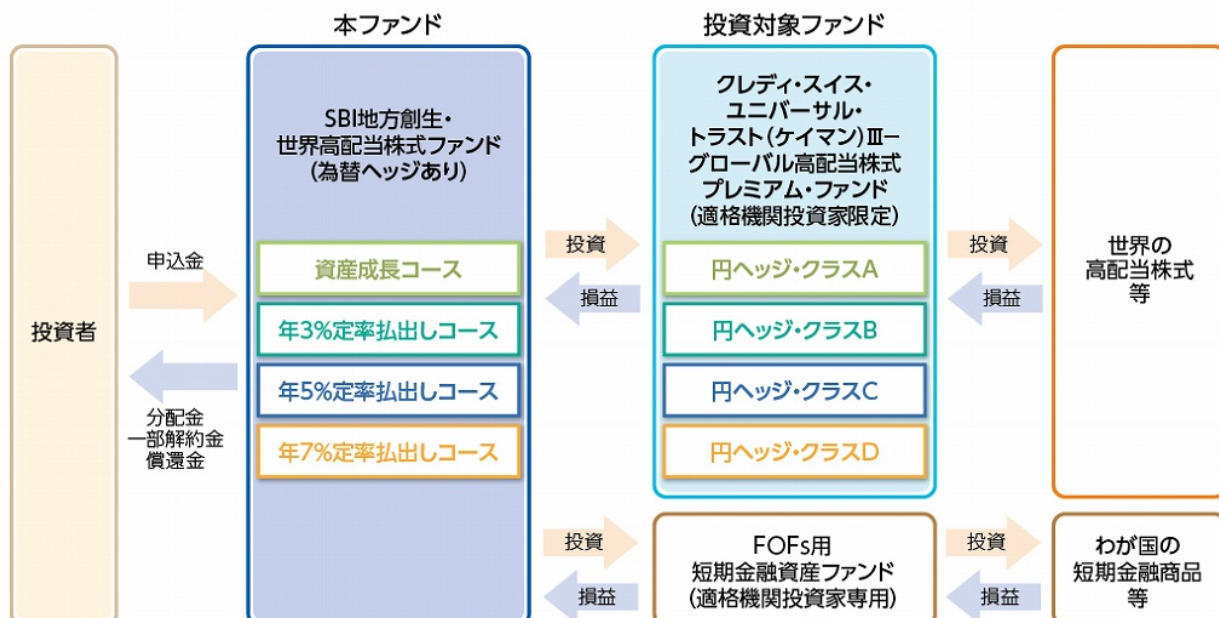 本ファンド
投資対象ファンド
投資者
申込金
分配金
一部解約金
償還金
SBI地方創生・
世界高配当株式ファンド
(為替ヘッジあり)
資産成長コース
年3%定率払出しコース
年5%定率払出しコース
年7%定率払出しコース
投資
損益
クレディ・スイス・
ユニバーサル・
トラスト(ケイマン)Ⅲー
グローバル高配当株式
プレミアム・ファンド
(適格機関投資家限定)
円ヘッジ・クラスA
円ヘッジ・クラスB
円ヘッジ・クラスC
円ヘッジ・クラスD
投資
損益
世界の
高配当株式
等
投資
損益
FOFs用
短期金融資産ファンド
(適格機関投資家専用)
投資
損益
わが国の
短期金融商品
等